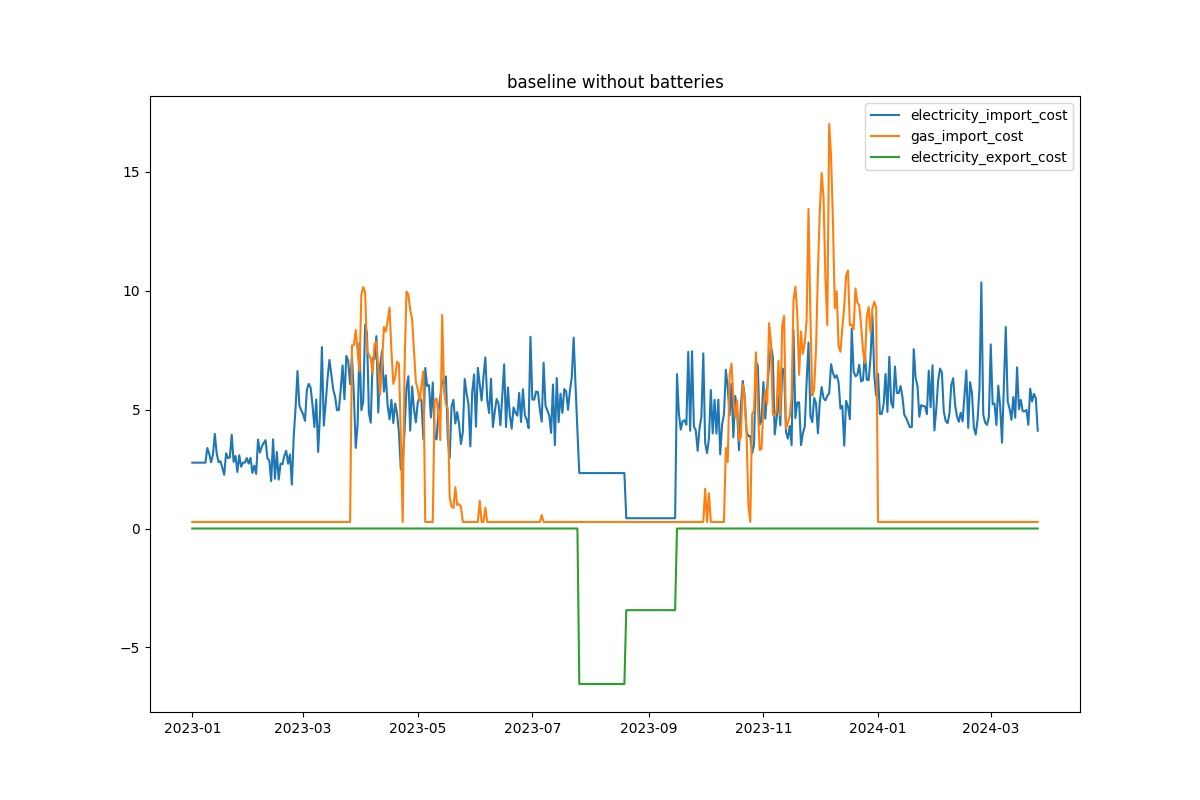 baseline without batteries
electricity_import_cost
gas_import_cost
electricity_export_cost
15
10
5
0
−5
2023-01 2023-03 2023-05 2023-07 2023-09 2023-11 2024-01 2024-03